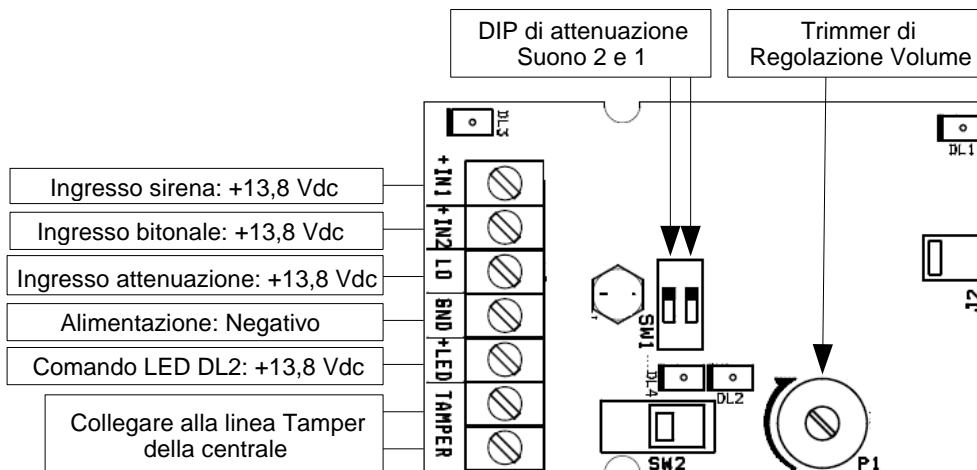 DIP di attenuazione
Suono 2 e 1
Trimmer di
Regolazione Volume
DL3
DL1
Ingresso sirena: +13,8 Vdc
+IN1
Ingresso bitonale: +13,8 Vdc
+IN2
Ingresso attenuazione: +13,8 Vdc
LO
Alimentazione: Negativo
GND
Comando LED DL2: +13,8 Vdc
+LED
Collegare alla linea Tamper
della centrale
TAMPER
SW1
J2
DL4
DL2
SW2
P1